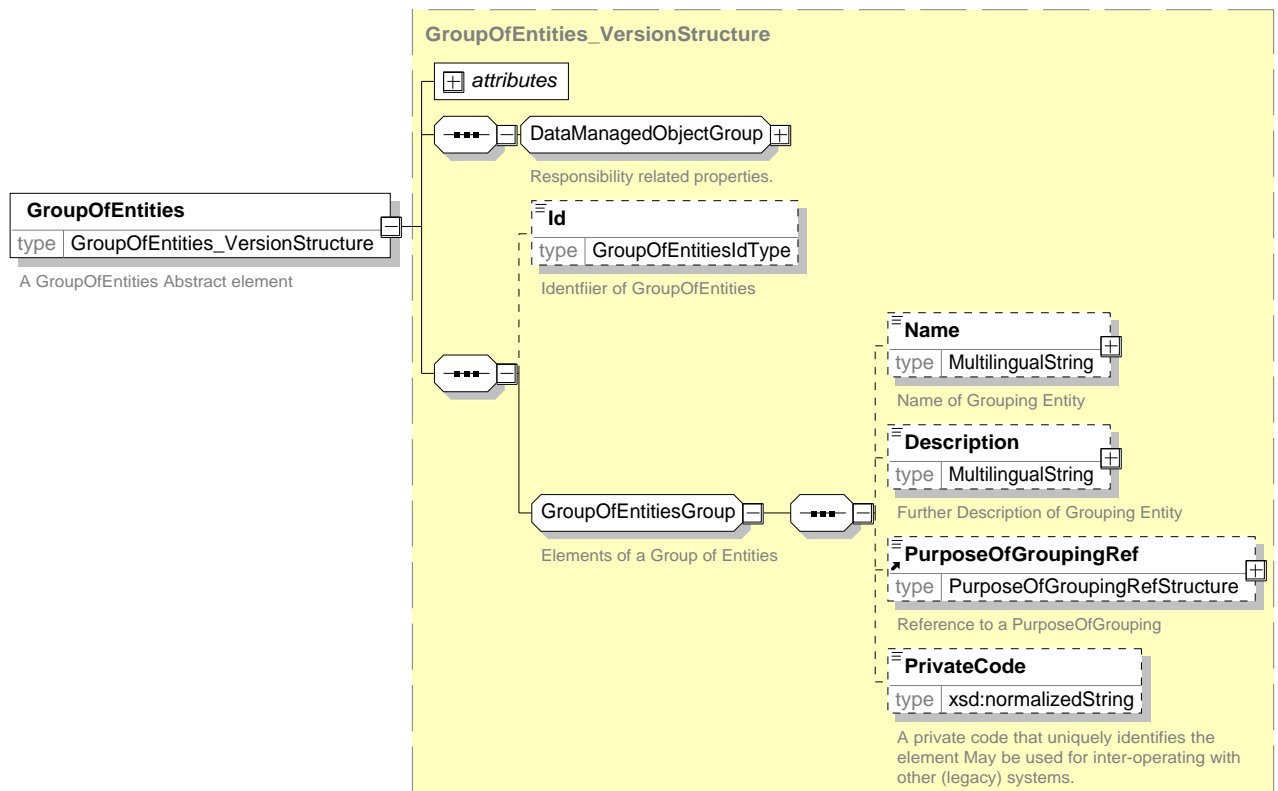 GroupOfEntities_VersionStructure
attributes
DataManagedObjectGroup
Responsibility related properties.
GroupOfEntities
type GroupOfEntities_VersionStructure
A GroupOfEntities Abstract element
Id
type GroupOfEntitiesIdType
Identfiier of GroupOfEntities
Name
type MultilingualString
Name of Grouping Entity
Description
type MultilingualString
Further Description of Grouping Entity
GroupOfEntitiesGroup
Elements of a Group of Entities
PurposeOfGroupingRef
type PurposeOfGroupingRefStructure
Reference to a PurposeOfGrouping
PrivateCode
type xsd:normalizedString
A private code that uniquely identifies the
element May be used for inter-operating with
other (legacy) systems.